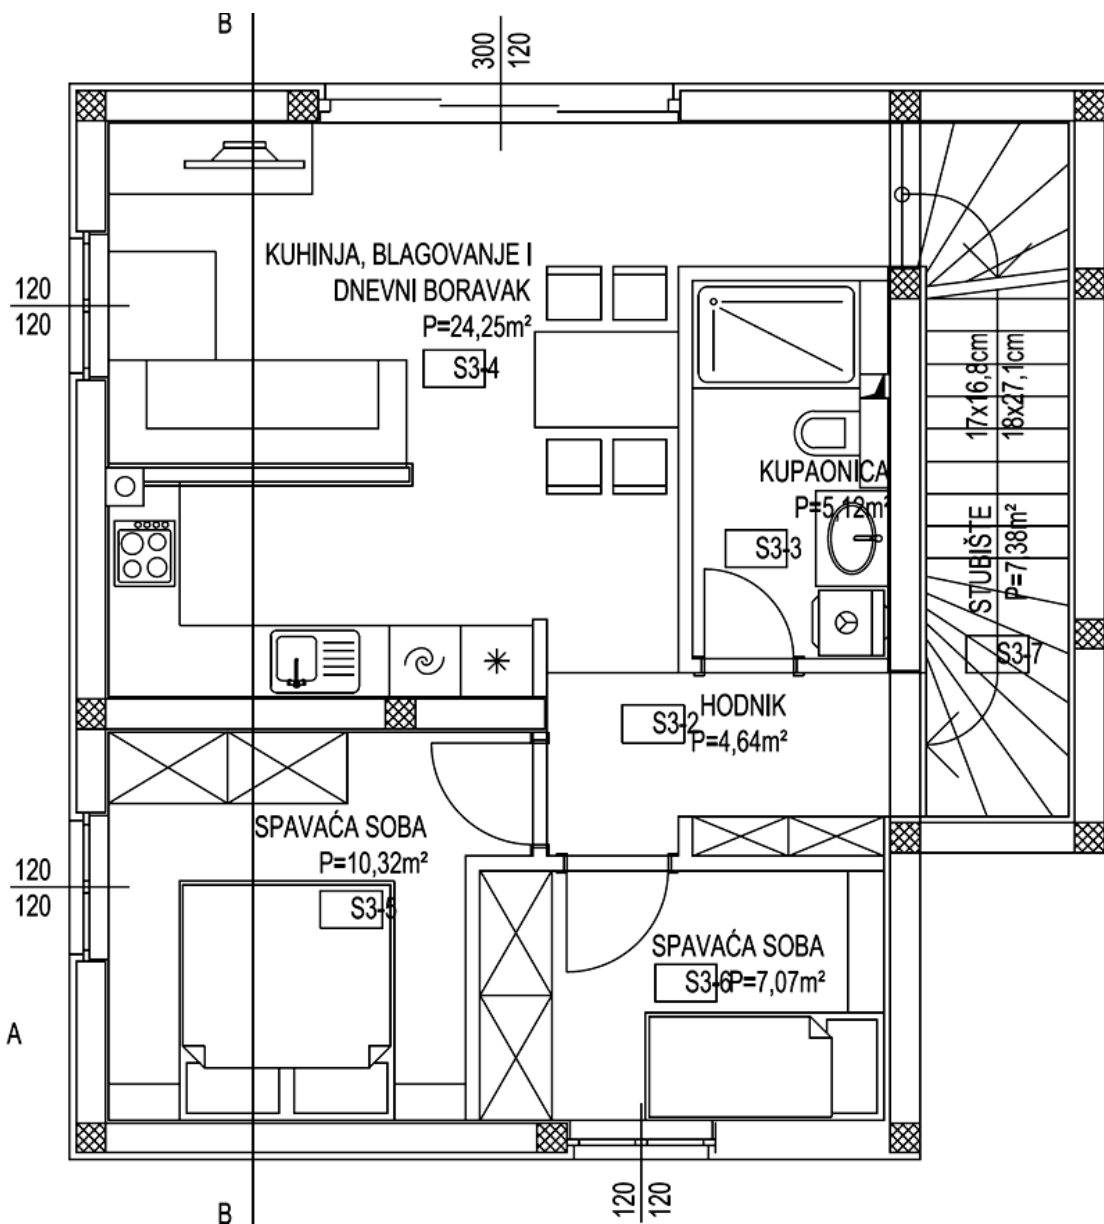 B
300
120
KUHINJA, BLAGOVANJE I
DNEVNI BORAVAK
P=24,25m²
S3-4
120
120
17x16,8cm
18x27,1cm
KUPAONICA
P=5,12m²
S3-3
STUBIŠTE
P=7,38m²
S3-7
HODNIK
S3-2
P=4,64m²
SPAVAĆA SOBA
P=10,32m²
S3-5
120
120
SPAVAĆA SOBA
S3-6
P=7,07m²
A
120
120
B